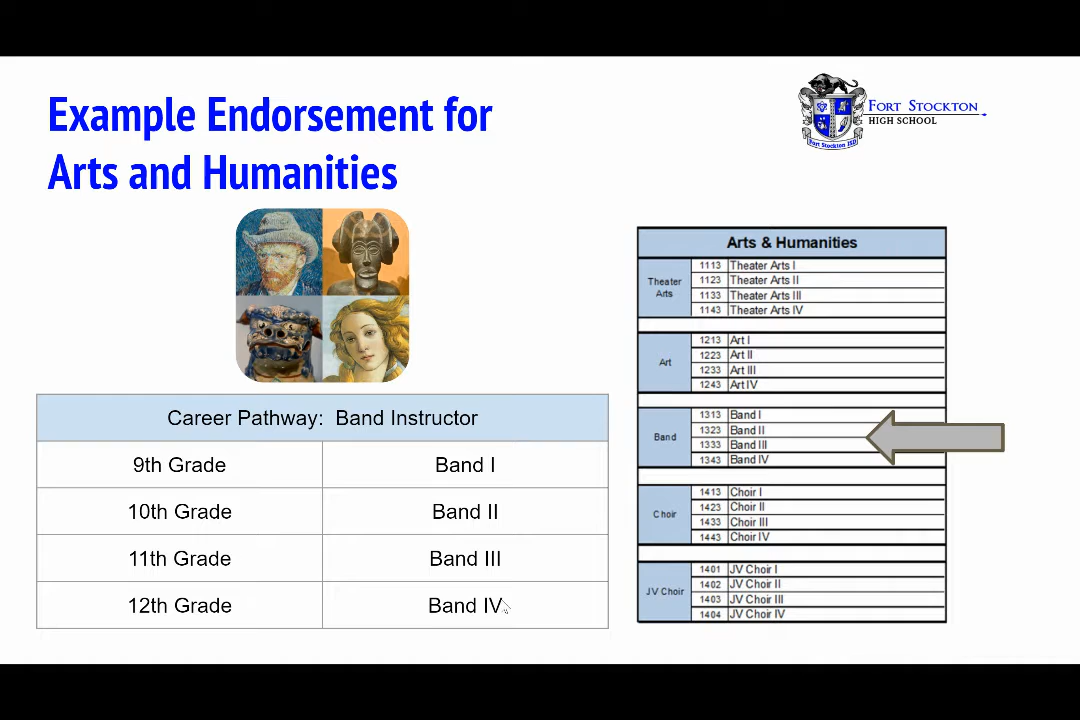 Example Endorsement for
Arts and Humanities
FORT STOCKTON
HIGH SCHOOL
Fort Stockton ISD
Career Pathway: Band Instructor
9th Grade Band I
10th Grade Band II
11th Grade Band III
12th Grade Band IV
Arts & Humanities
Theater Arts
1113 Theater Arts I
1123 Theater Arts II
1133 Theater Arts III
1143 Theater Arts IV
Art
1213 Art I
1223 Art II
1233 Art III
1243 Art IV
Band
1313 Band I
1323 Band II
1333 Band III
1343 Band IV
Choir
1413 Choir I
1423 Choir II
1433 Choir III
1443 Choir IV
JV Choir
1401 JV Choir I
1402 JV Choir II
1403 JV Choir III
1404 JV Choir IV